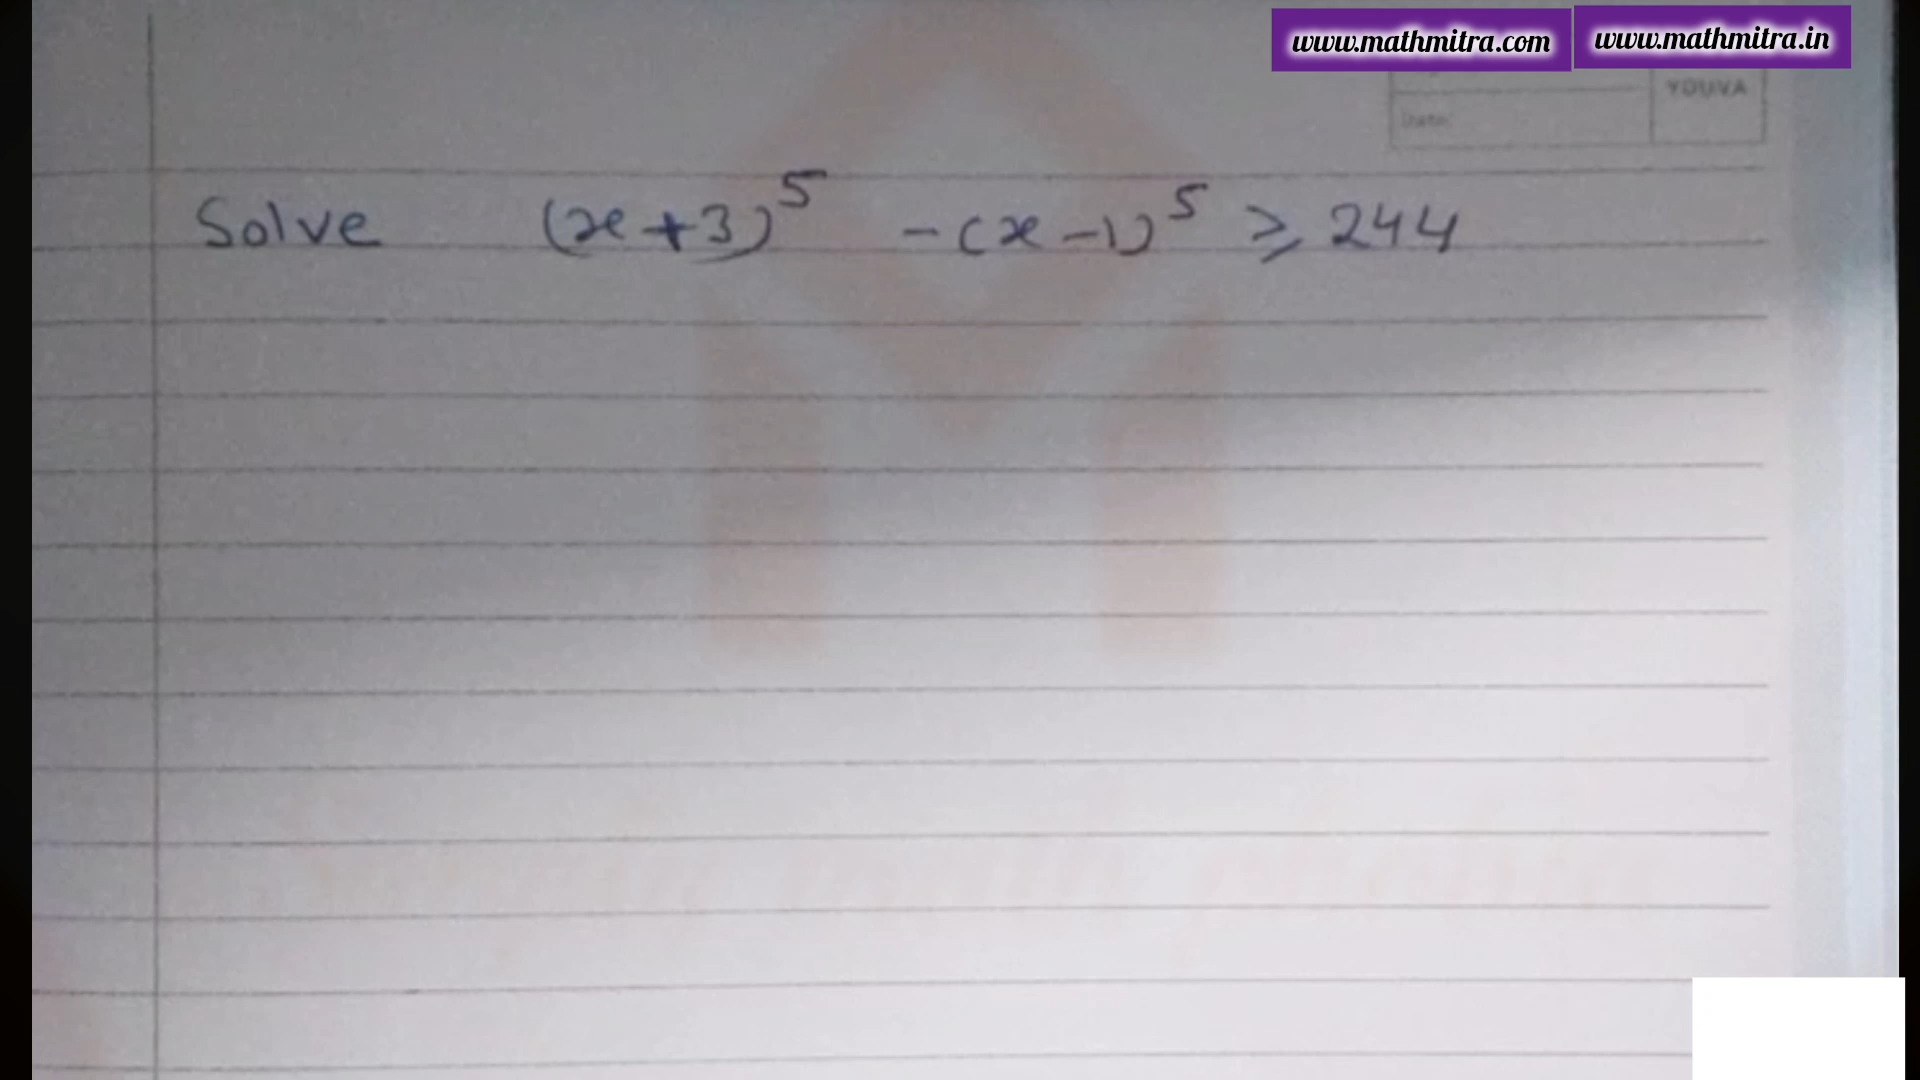 www.mathmitra.com www.mathmitra.in
YOUVA
Date
Solve (x+3)⁵ -(x-1)⁵ ⩾ 244